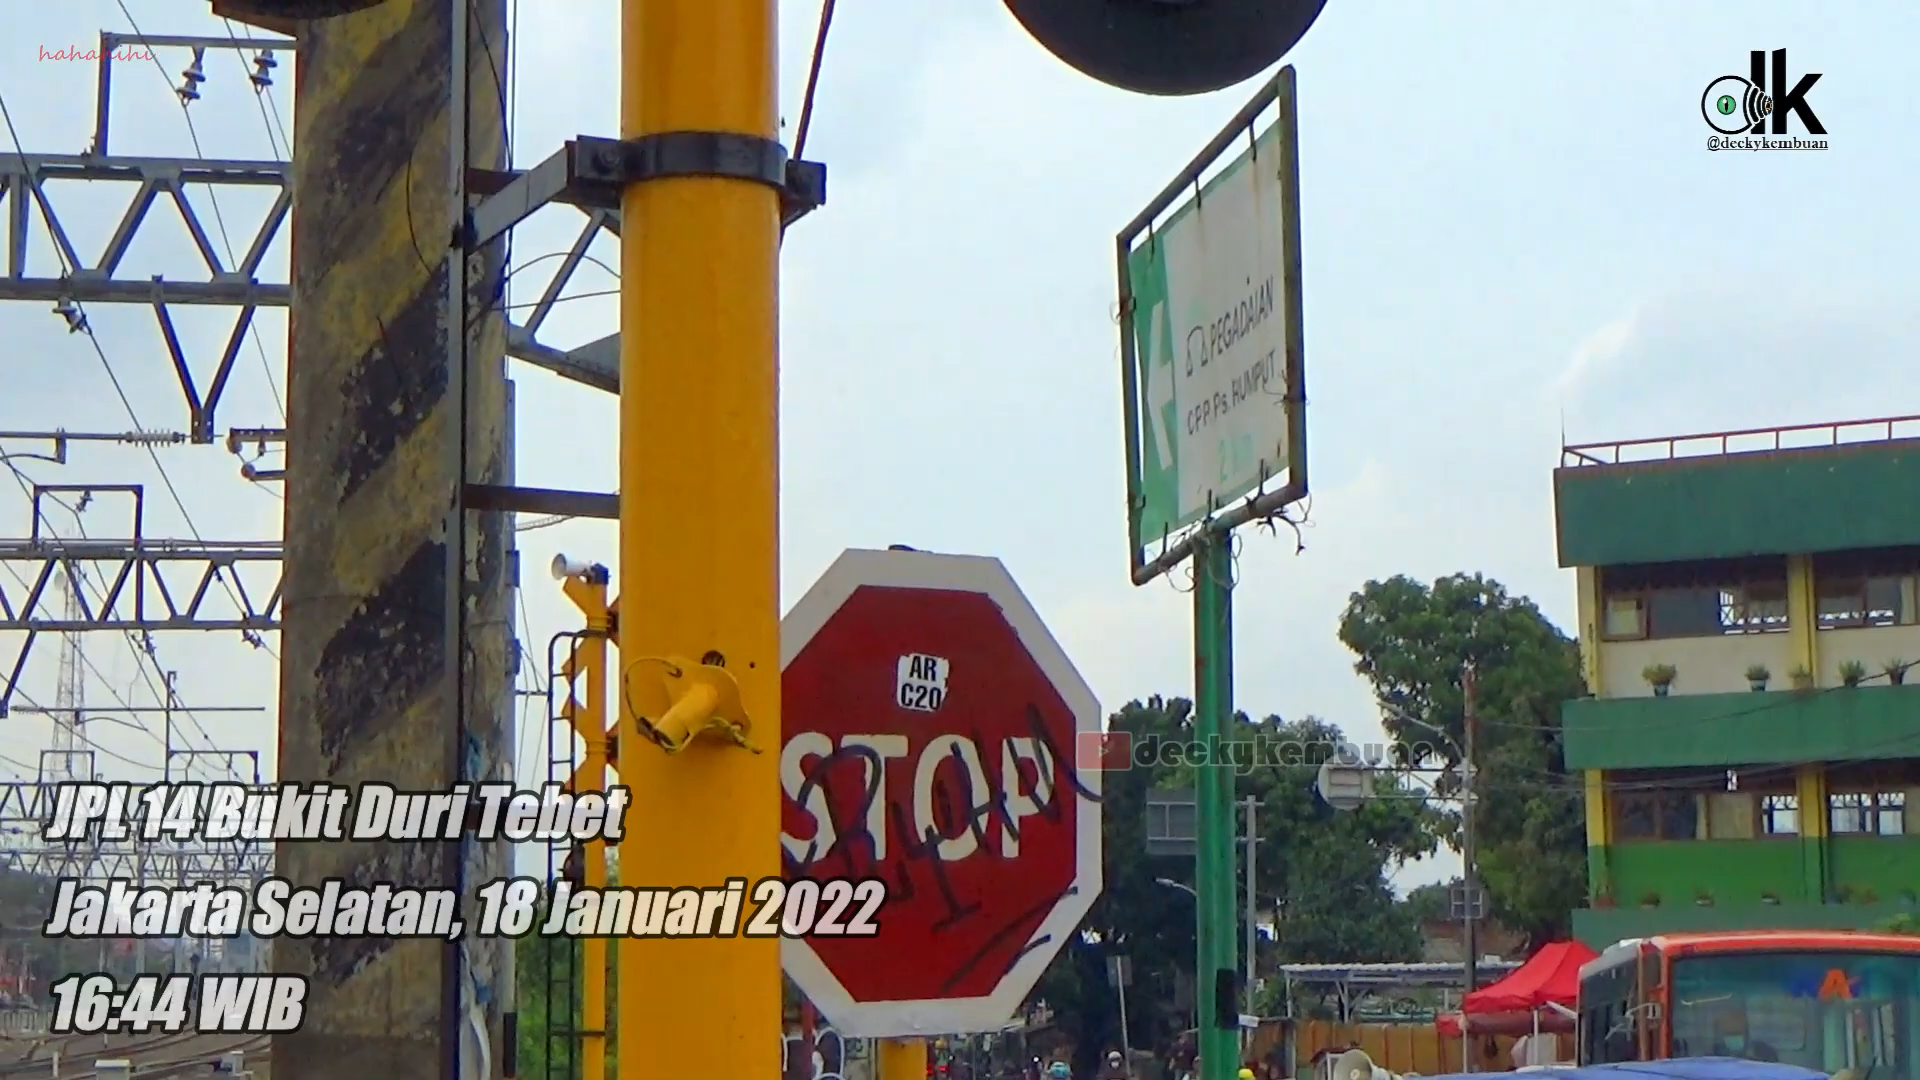 hahahihi
dk
@deckykembuan
PEGADAIAN
CPP Ps. RUMPUT
AR
C20
STOP
deckykembuan
JPL 14 Bukit Duri Tebet
Jakarta Selatan, 18 Januari 2022
16:44 WIB